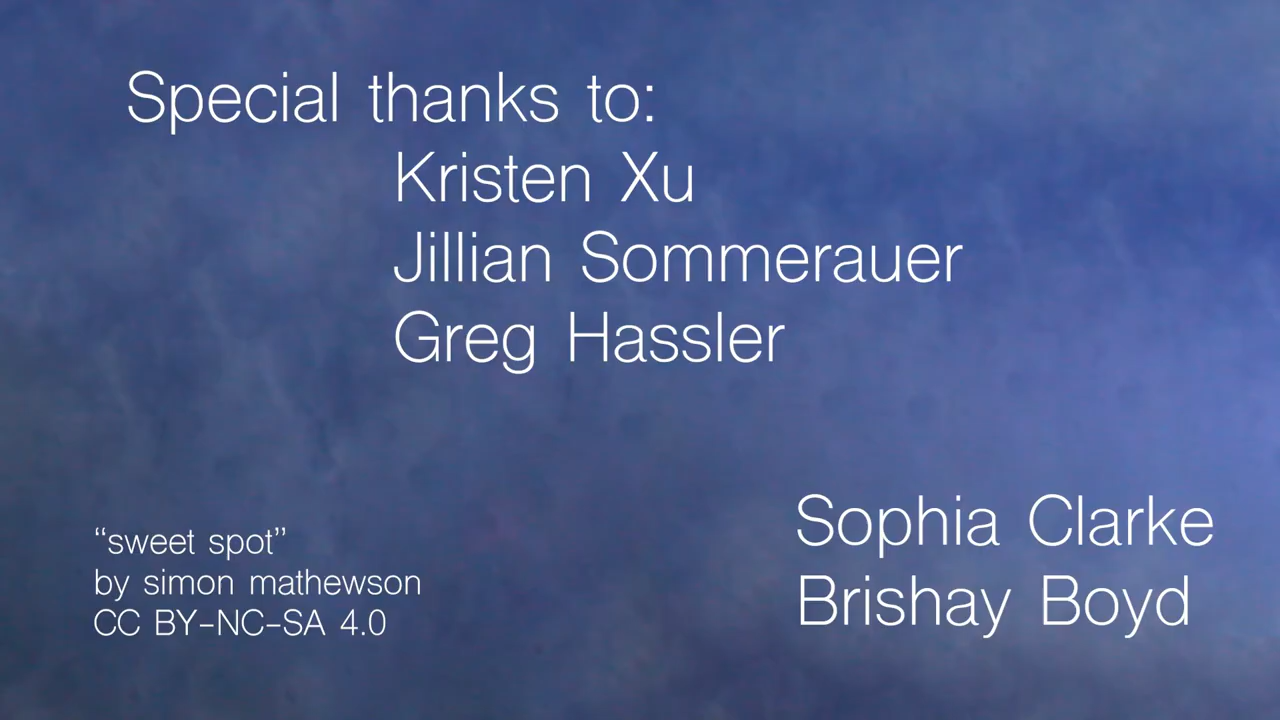 Special thanks to:
Kristen Xu
Jillian Sommerauer
Greg Hassler
“sweet spot”
by simon mathewson
CC BY-NC-SA 4.0
Sophia Clarke
Brishay Boyd